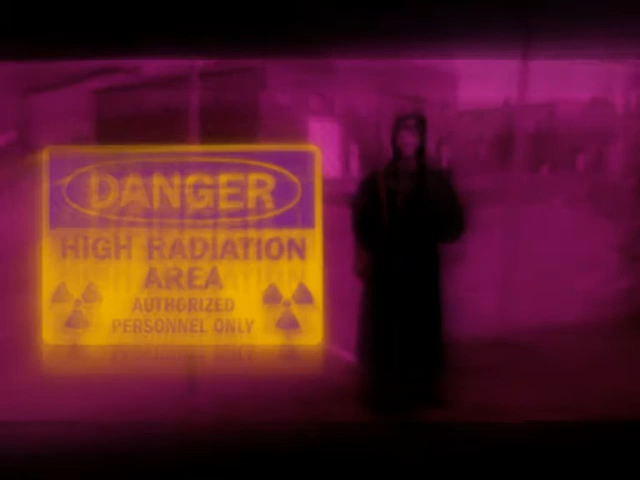 DANGER
HIGH RADIATION
AREA
AUTHORIZED
PERSONNEL ONLY